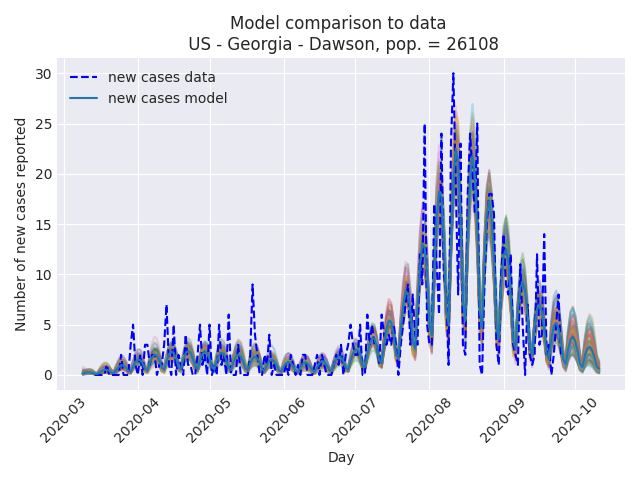 Model comparison to data
US - Georgia - Dawson, pop. = 26108
new cases data
new cases model
Number of new cases reported
30
25
20
15
10
5
0
2020-03
2020-04
2020-05
2020-06
2020-07
2020-08
2020-09
2020-10
Day